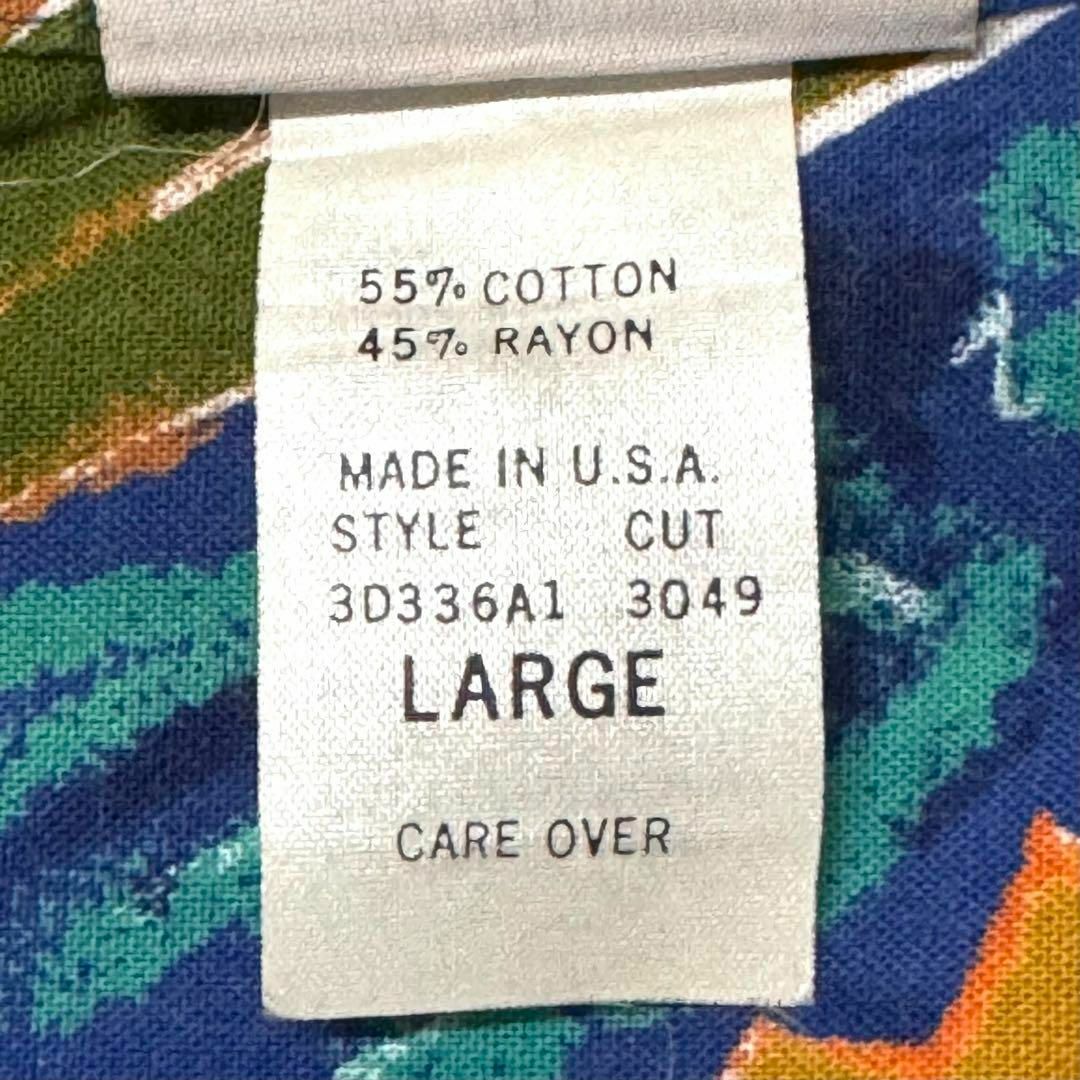 55% COTTON
45% RAYON
MADE IN U.S.A.
STYLE CUT
3D336A1 3049
LARGE
CARE OVER